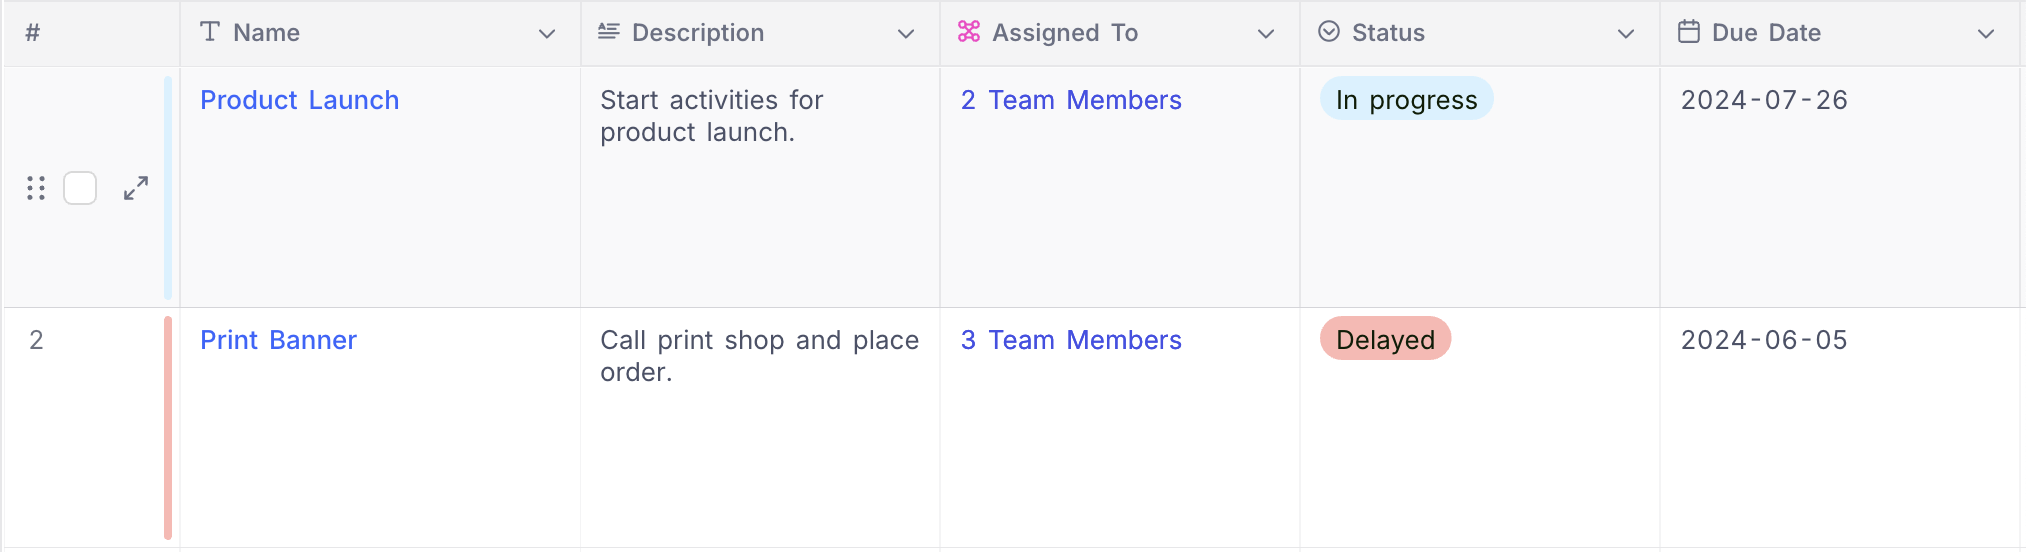 # Name Description Assigned To Status Due Date
Product Launch Start activities for 2 Team Members In progress 2024-07-26
product launch.
2 Print Banner Call print shop and place 3 Team Members Delayed 2024-06-05
order.